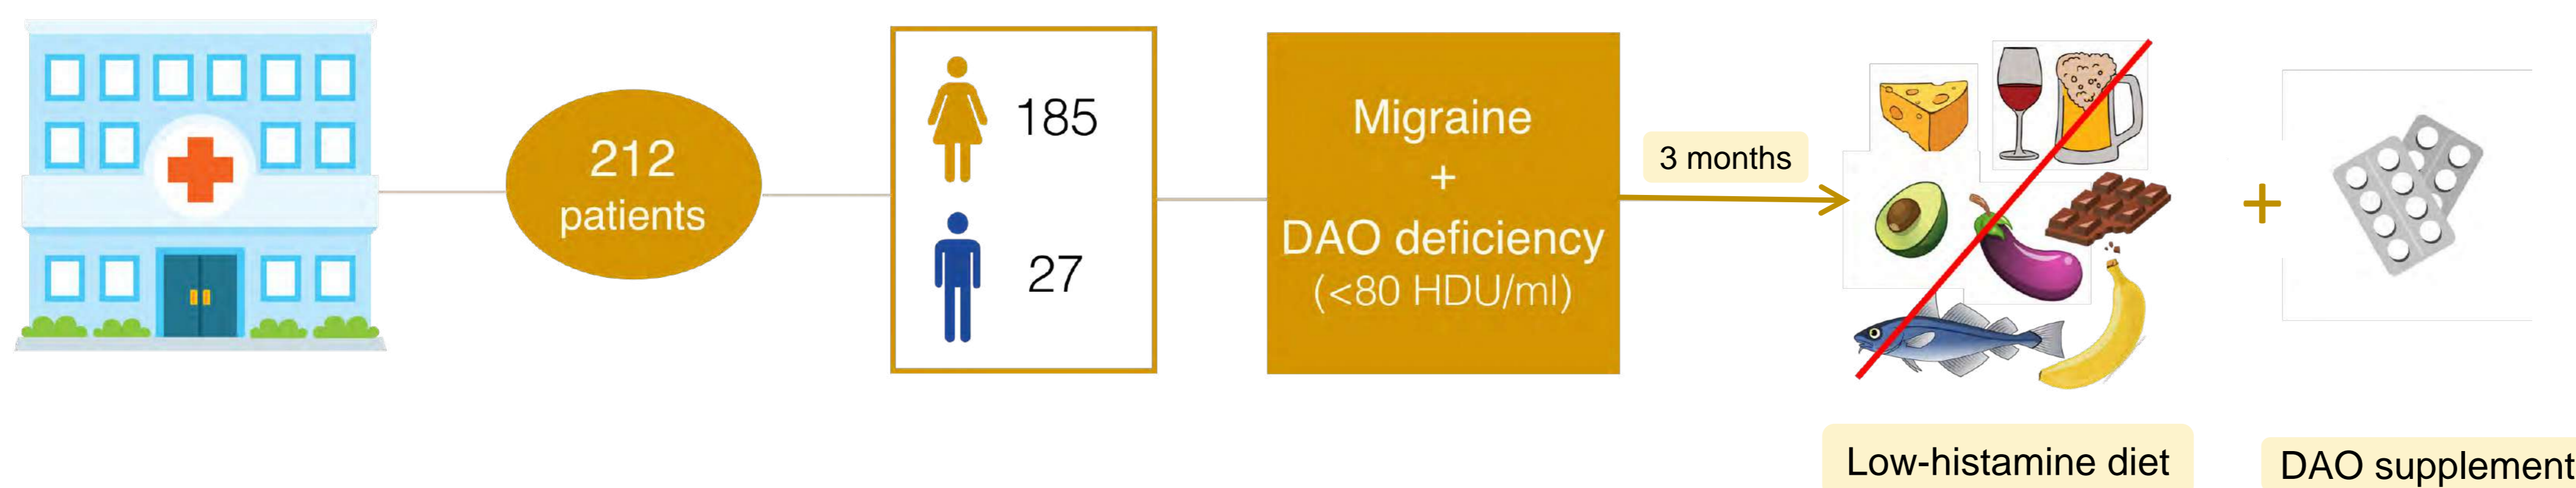 212
patients
185
27
Migraine
+
DAO deficiency
(<80 HDU/ml)
3 months
+
Low-histamine diet
DAO supplement